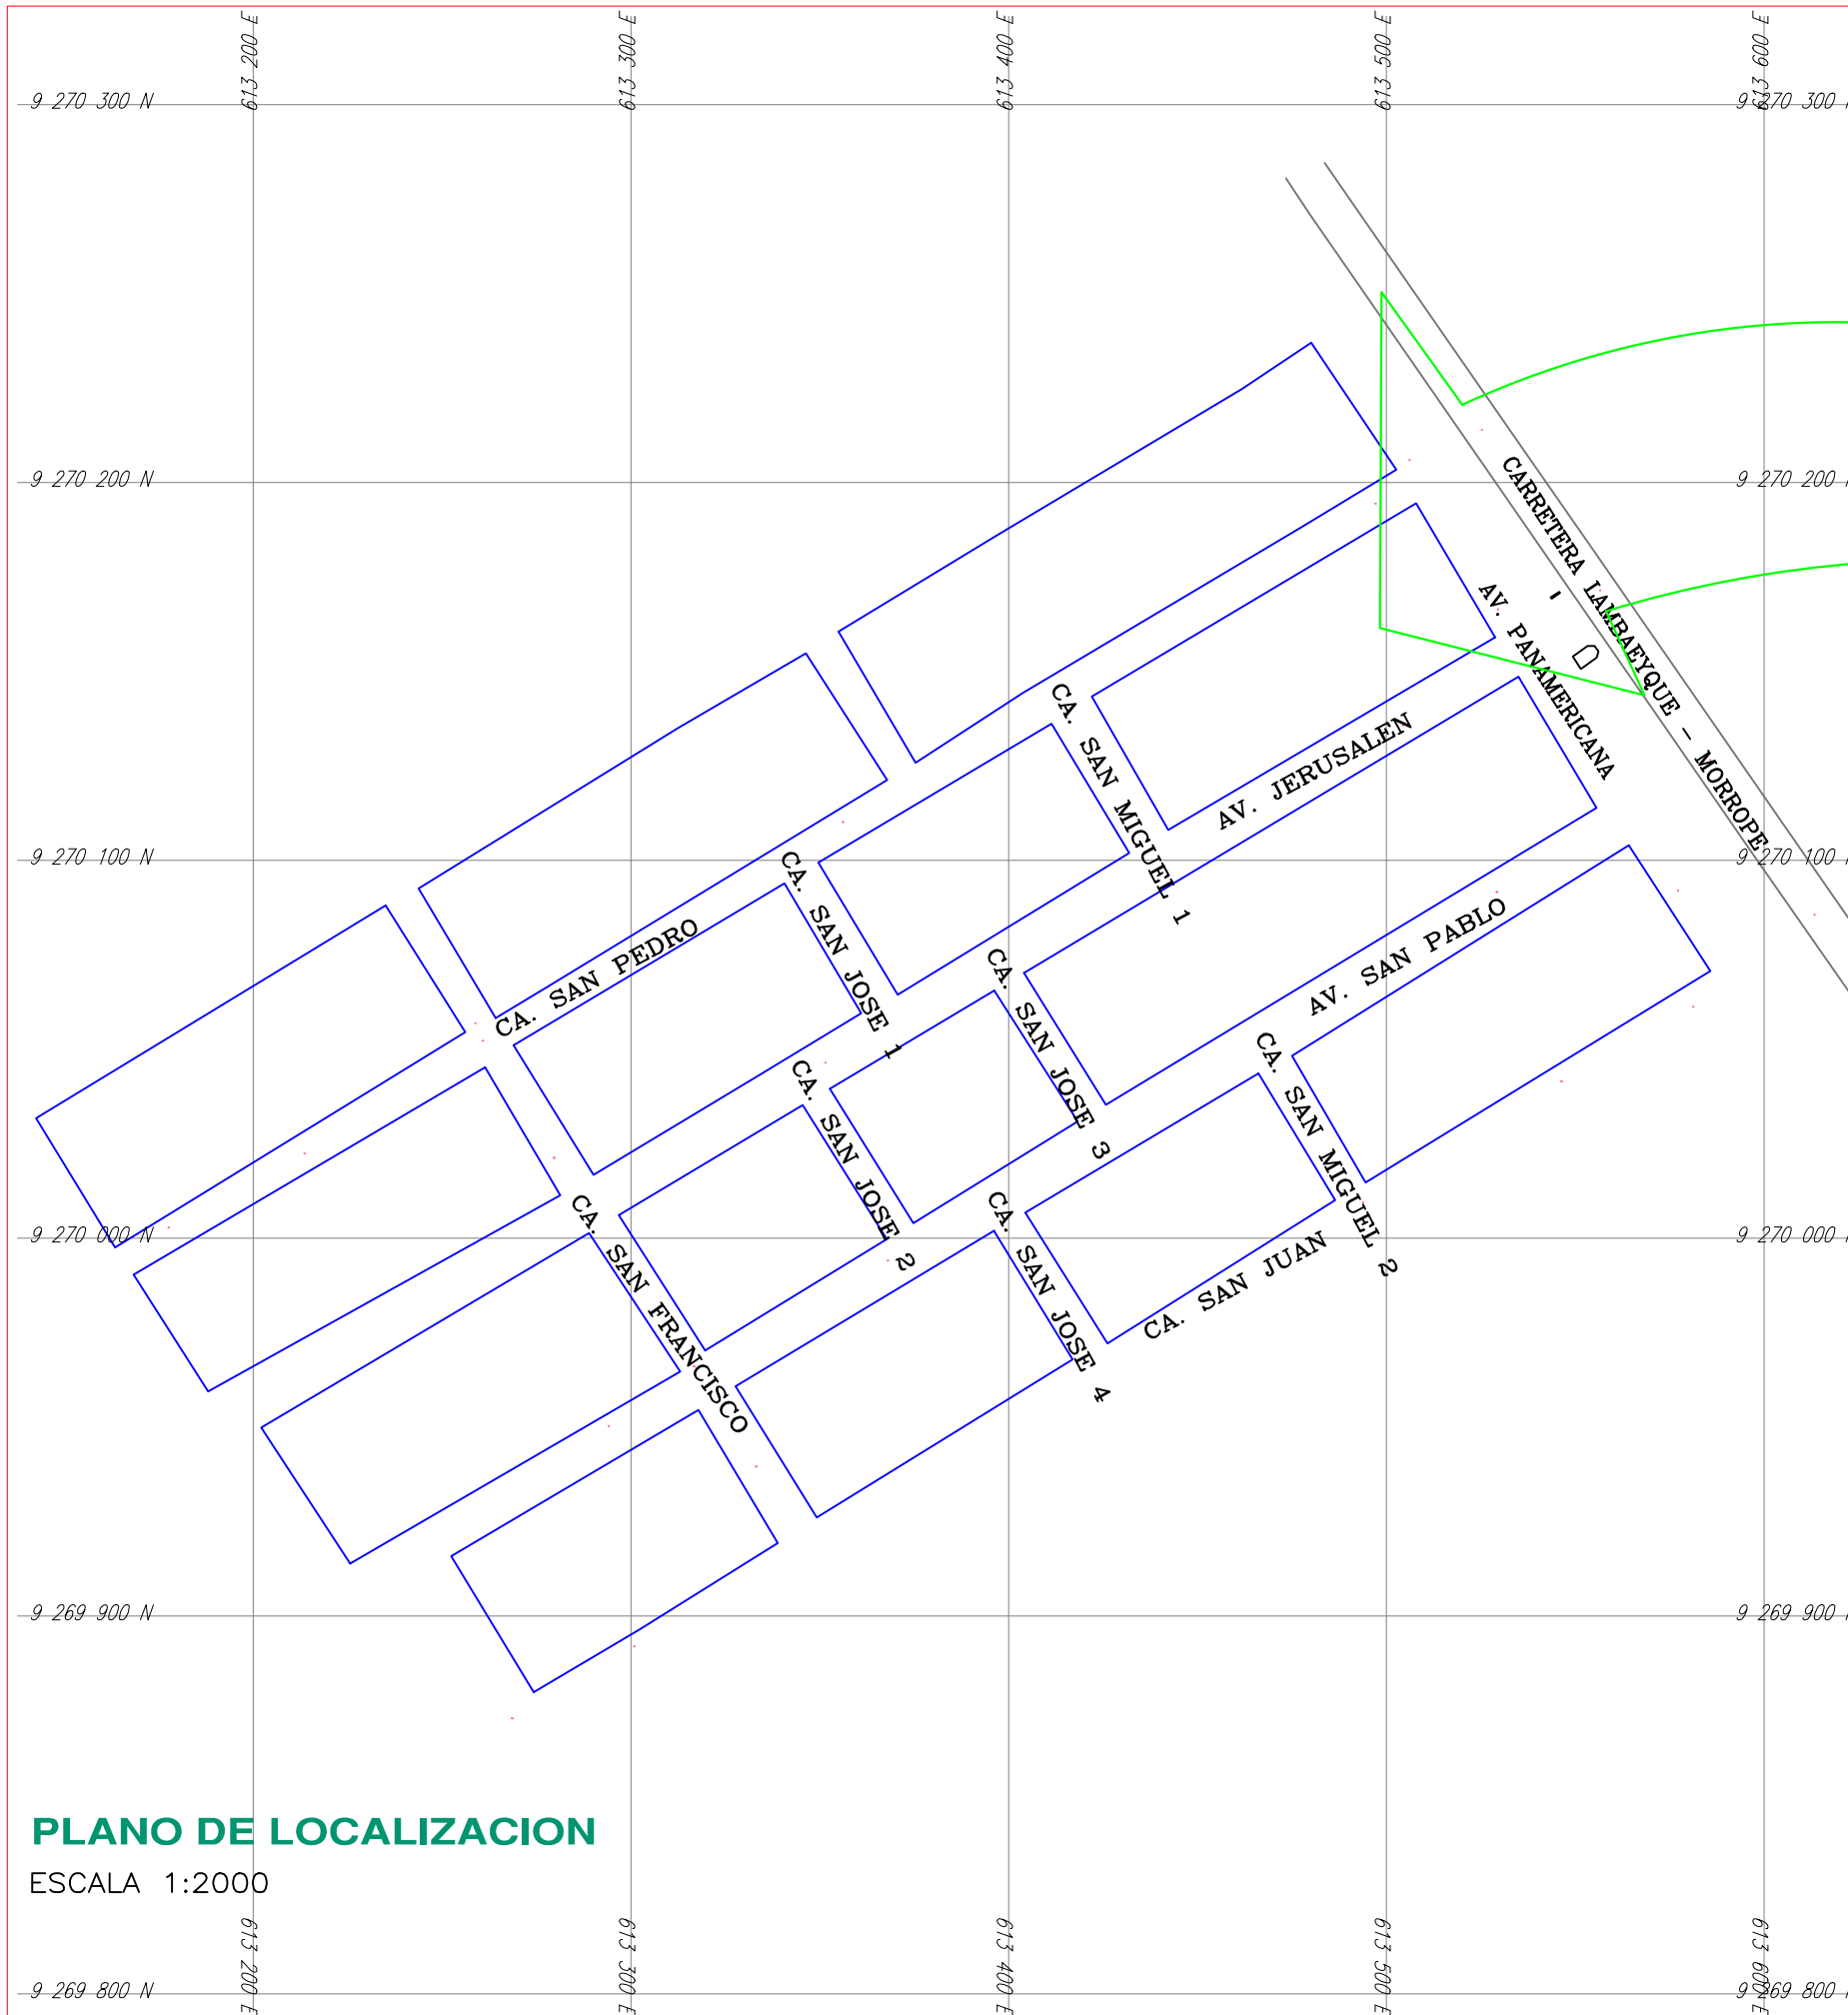 613 200 E
613 300 E
613 400 E
613 500 E
613 600 E
9 270 300 N
9 270 300
9 270 200 N
9 270 200
CARRETERA LAMBAEYQUE - MORROPE
AV. PANAMERICANA
CA. SAN MIGUEL 1
AV. JERUSALEN
9 270 100 N
9 270 100
CA. SAN JOSE 1
CA. SAN PEDRO
AV. SAN PABLO
CA. SAN JOSE 3
CA. SAN MIGUEL 2
CA. SAN JOSE 2
CA. SAN FRANCISCO
CA. SAN JOSE 4
CA. SAN JUAN
9 270 000 N
9 270 000
9 269 900 N
9 269 900
PLANO DE LOCALIZACION
ESCALA 1:2000
613 200 E
613 300 E
613 400 E
613 500 E
613 600 E
9 269 800 N
9 269 800